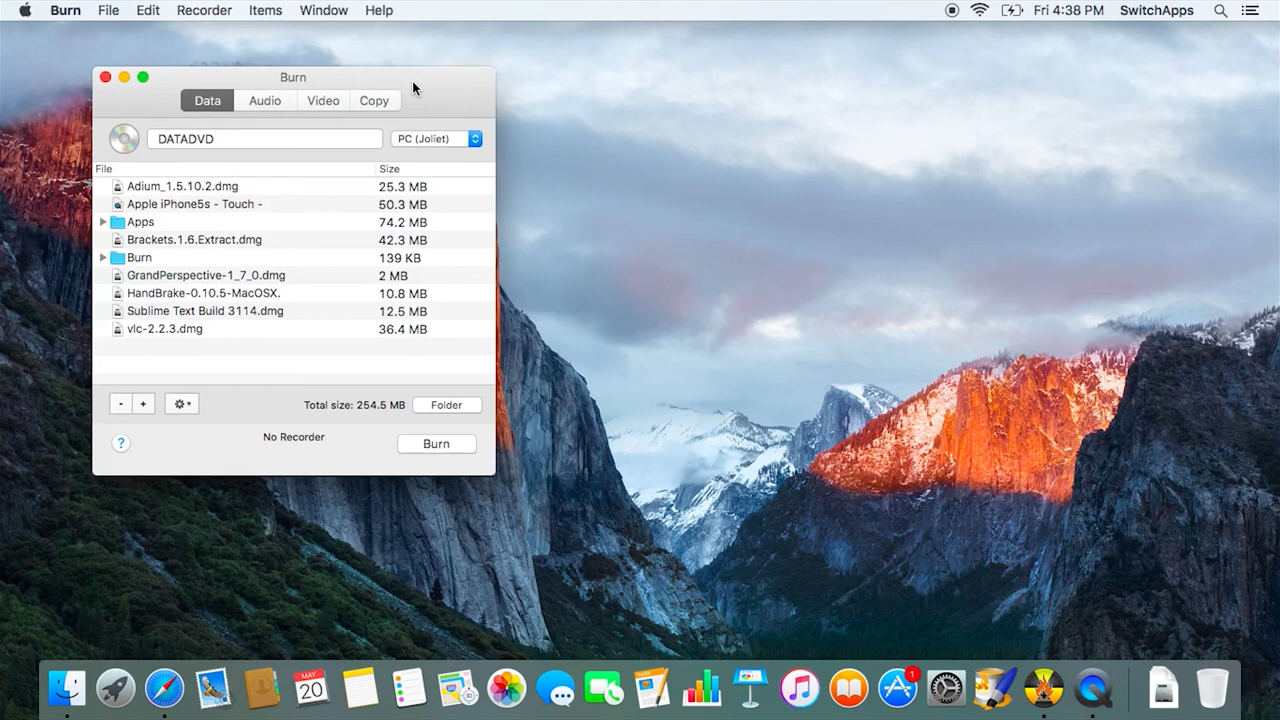 Burn File Edit Recorder Items Window Help Fri 4:38 PM SwitchApps
Burn
Data Audio Video Copy
DATADVD PC (Joliet)
File Size
Adium_1.5.10.2.dmg 25.3 MB
Apple iPhone5s - Touch - 50.3 MB
Apps 74.2 MB
Brackets.1.6.Extract.dmg 42.3 MB
Burn 139 KB
GrandPerspective-1_7_0.dmg 2 MB
HandBrake-0.10.5-MacOSX. 10.8 MB
Sublime Text Build 3114.dmg 12.5 MB
vlc-2.2.3.dmg 36.4 MB
- + Total size: 254.5 MB Folder
? No Recorder Burn
MAY
20
1